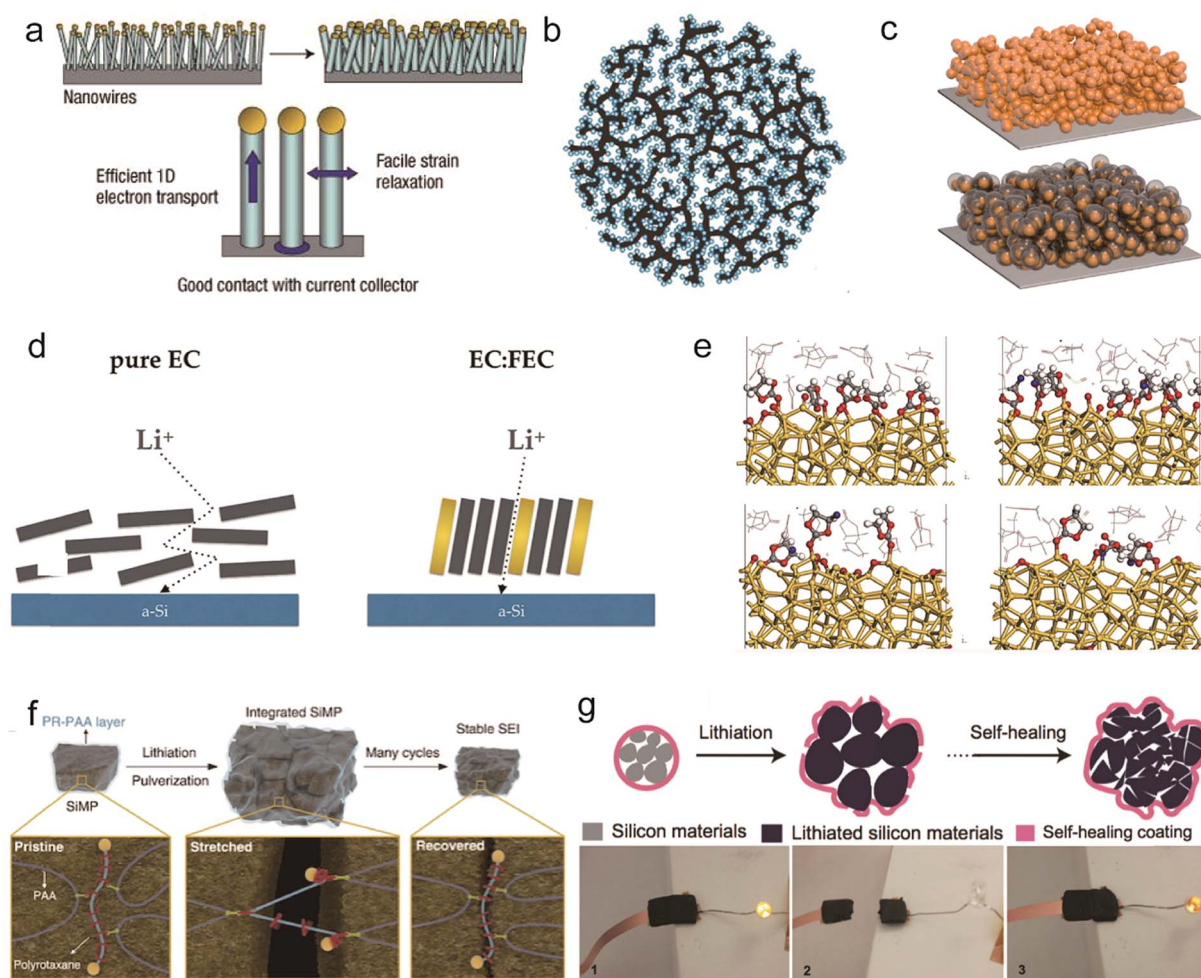 a
Nanowires
Efficient 1D
electron transport
Facile strain
relaxation
Good contact with current collector
b
c
d
pure EC
EC:FEC
Li⁺
Li⁺
a-Si
a-Si
e
f
PR-PAA layer
SiMP
Lithiation
Pulverization
Integrated SiMP
Many cycles
Stable SEI
Pristine
PAA
Polyrotaxane
Stretched
Recovered
g
Lithiation
Self-healing
Silicon materials
Lithiated silicon materials
Self-healing coating
1
2
3